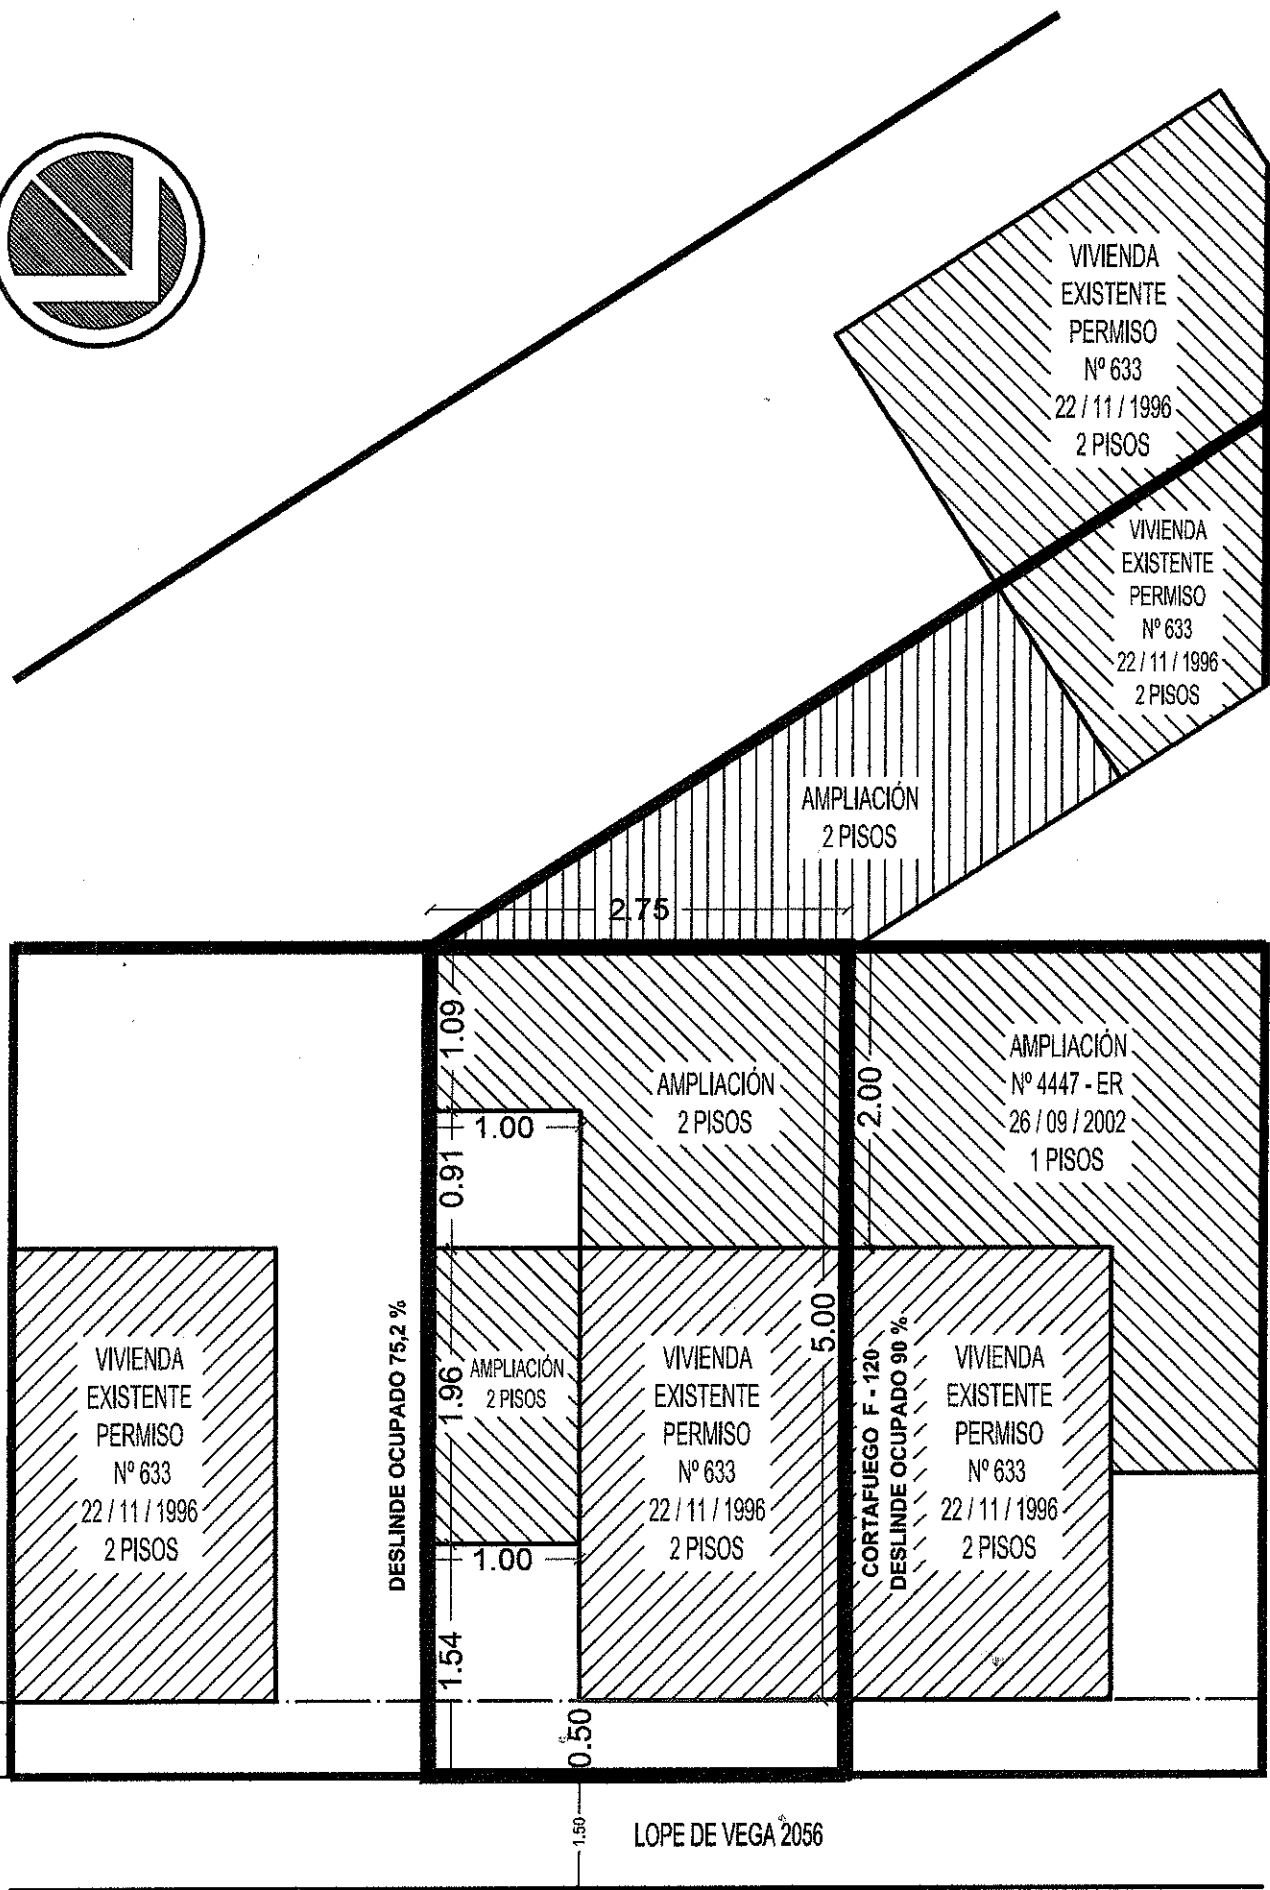 VIVIENDA
EXISTENTE
PERMISO
Nº 633
22 / 11 / 1996
2 PISOS
VIVIENDA
EXISTENTE
PERMISO
Nº 633
22 / 11 / 1996
2 PISOS
AMPLIACIÓN
2 PISOS
2.75
1.09
1.00
0.91
AMPLIACIÓN
2 PISOS
2.00
AMPLIACIÓN
Nº 4447 - ER
26 / 09 / 2002
1 PISOS
VIVIENDA
EXISTENTE
PERMISO
Nº 633
22 / 11 / 1996
2 PISOS
DESLINDE OCUPADO 75,2 %
1.96
AMPLIACIÓN
2 PISOS
1.00
1.54
VIVIENDA
EXISTENTE
PERMISO
Nº 633
22 / 11 / 1996
2 PISOS
5.00
CORTAFUEGO F - 120
DESLINDE OCUPADO 90 %
VIVIENDA
EXISTENTE
PERMISO
Nº 633
22 / 11 / 1996
2 PISOS
0.50
1.50
LOPE DE VEGA 2056